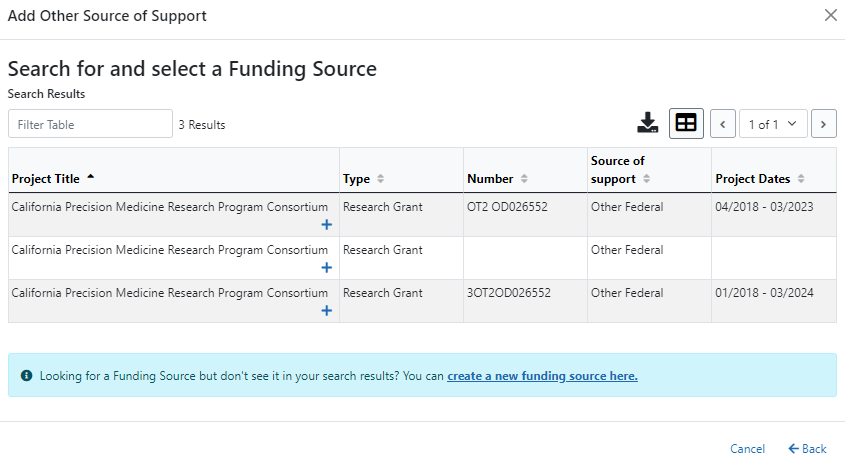 Add Other Source of Support
Search for and select a Funding Source
Search Results
Filter Table
3 Results
1 of 1
Project Title
Type
Number
Source of
support
Project Dates
California Precision Medicine Research Program Consortium
Research Grant
OT2 OD026552
Other Federal
04/2018 - 03/2023
California Precision Medicine Research Program Consortium
Research Grant
Other Federal
California Precision Medicine Research Program Consortium
Research Grant
3OT2OD026552
Other Federal
01/2018 - 03/2024
Looking for a Funding Source but don't see it in your search results? You can create a new funding source here.
Cancel
Back